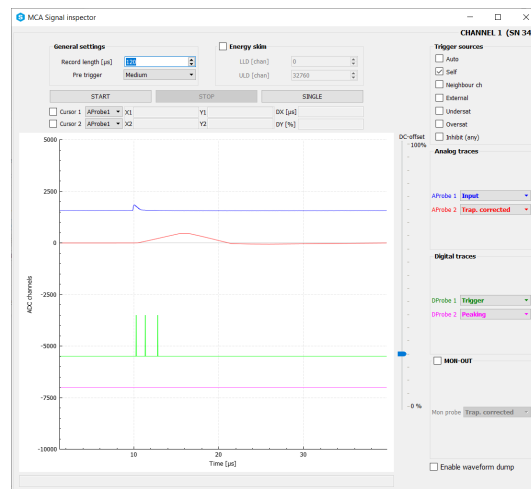 MCA Signal inspector
CHANNEL 1 (SN 34
General settings
Record length [µs] 120
Pre trigger Medium
Energy skim
LLD [chan] 0
ULD [chan] 32760
START STOP SINGLE
Cursor 1 AProbe1 X1 Y1 DX [µs]
Cursor 2 AProbe1 X2 Y2 DY [%]
Trigger sources
Auto
Self
Neighbour ch
External
Undersat
Oversat
Inhibit (any)
DC-offset
100%
0 %
Analog traces
AProbe 1 Input
AProbe 2 Trap. corrected
Digital traces
DProbe 1 Trigger
DProbe 2 Peaking
MON-OUT
Mon probe Trap. corrected
Enable waveform dump
ADC channels
5000
2500
0
-2500
-5000
-7500
-10000
10 20 30
Time [µs]